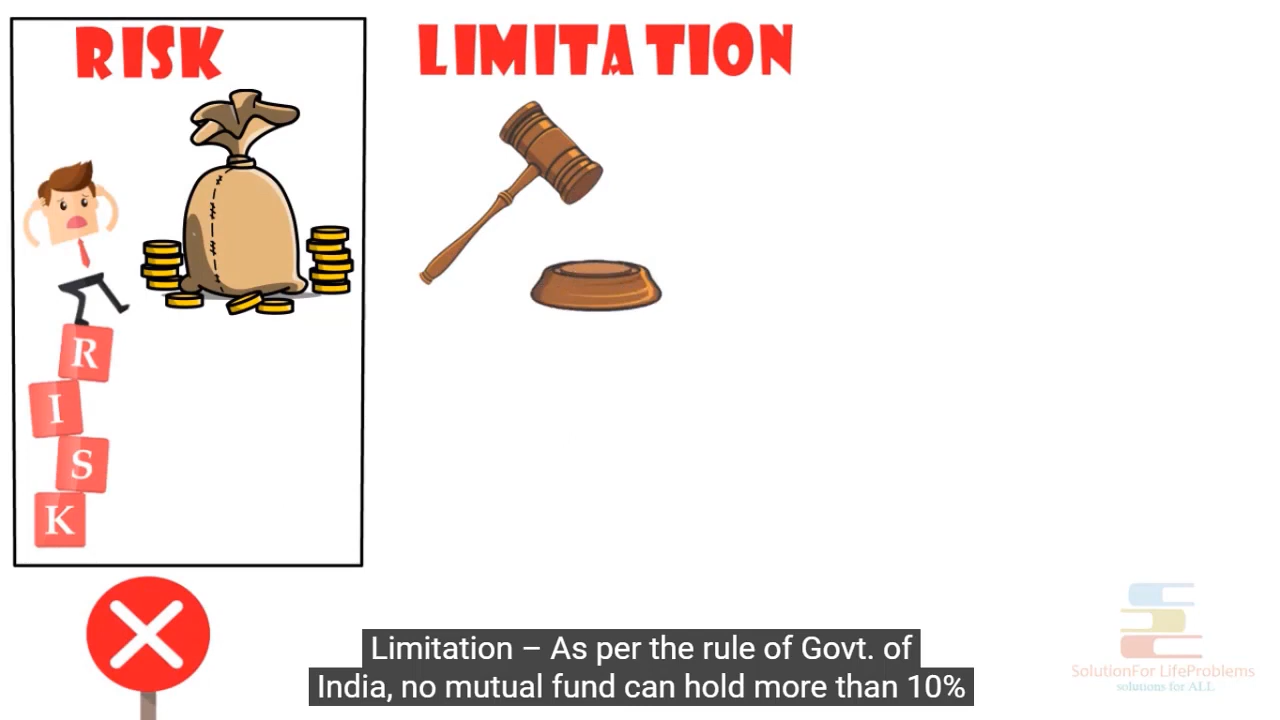 RISK
LIMITATION
R
I
S
K
Limitation – As per the rule of Govt. of
India, no mutual fund can hold more than 10%
SolutionFor LifeProblems
solutions for ALL